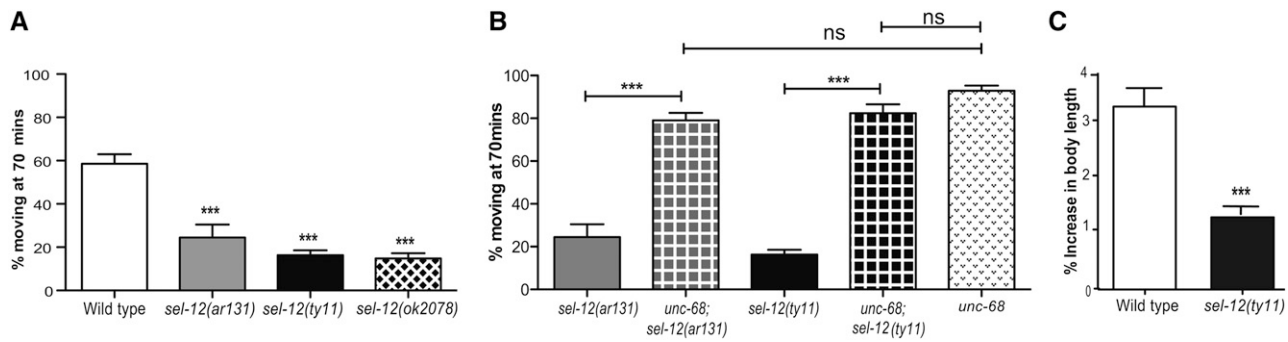 A
% moving at 70 mins
100
80
60
40
20
0
***
***
***
Wild type
sel-12(ar131)
sel-12(ty11)
sel-12(ok2078)
B
% moving at 70mins
100
80
60
40
20
0
ns
ns
***
***
sel-12(ar131)
unc-68;
sel-12(ar131)
sel-12(ty11)
unc-68;
sel-12(ty11)
unc-68
C
% Increase in body length
4
3
2
1
0
***
Wild type
sel-12(ty11)